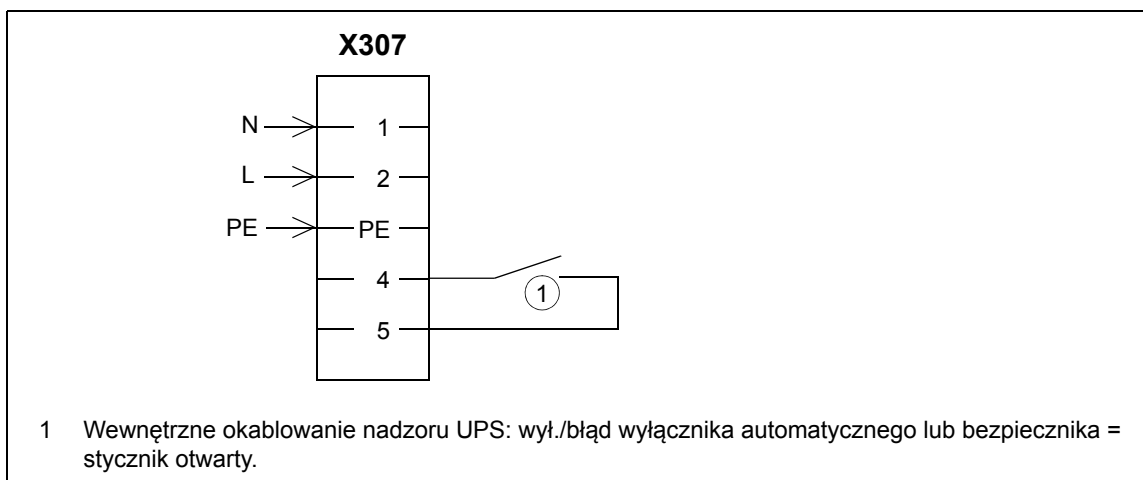 X307
N 1
L 2
PE PE
4
1
5
1 Wewnętrzne okablowanie nadzoru UPS: wył./błąd wyłącznika automatycznego lub bezpiecznika =
stycznik otwarty.